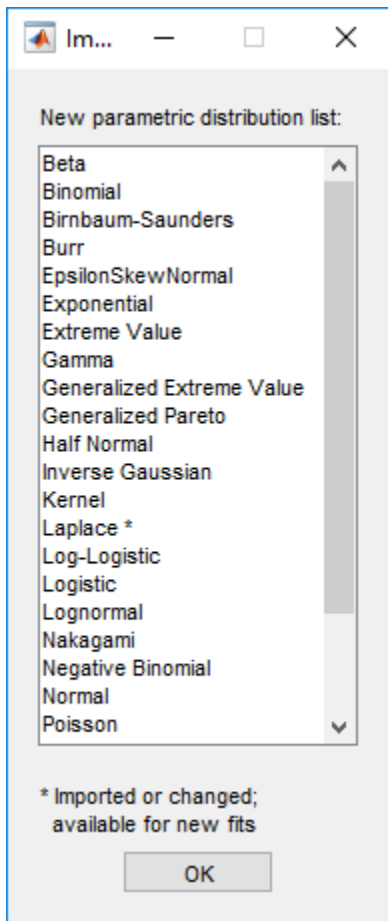 Im...
New parametric distribution list:
Beta
Binomial
Birnbaum-Saunders
Burr
EpsilonSkewNormal
Exponential
Extreme Value
Gamma
Generalized Extreme Value
Generalized Pareto
Half Normal
Inverse Gaussian
Kernel
Laplace *
Log-Logistic
Logistic
Lognormal
Nakagami
Negative Binomial
Normal
Poisson
* Imported or changed;
available for new fits
OK